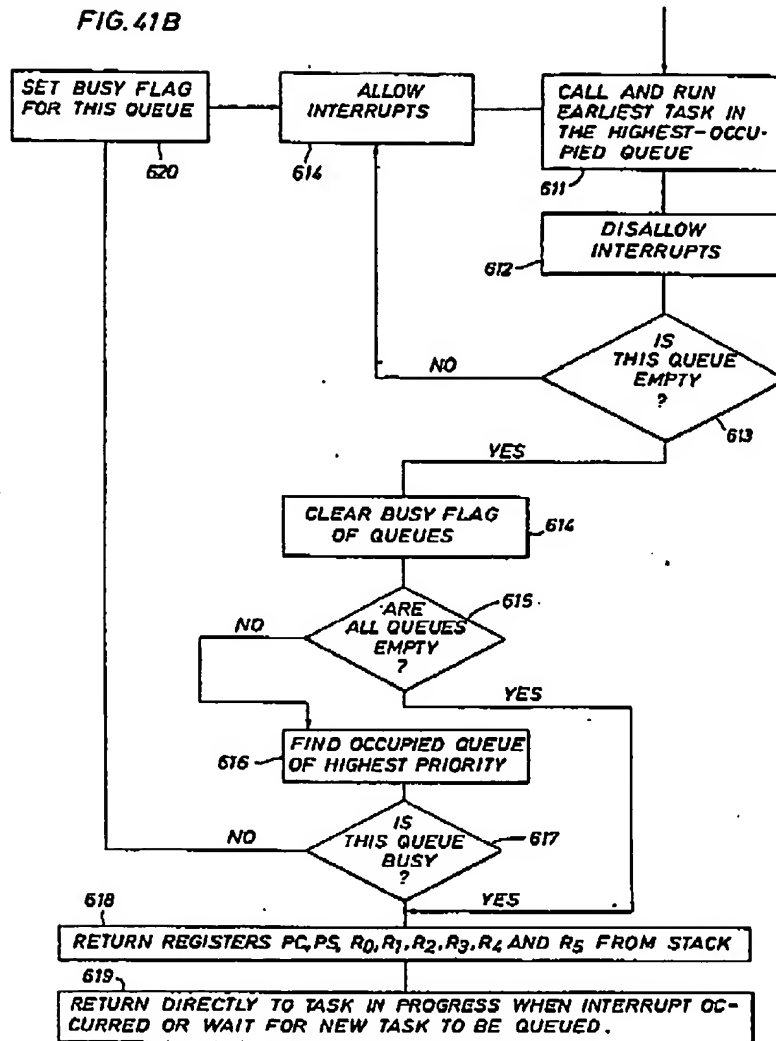 FIG. 41B
SET BUSY FLAG
FOR THIS QUEUE
620
ALLOW
INTERRUPTS
614
CALL AND RUN
EARLIEST TASK IN
THE HIGHEST-OCCU-
PIED QUEUE
611
DISALLOW
INTERRUPTS
612
IS
THIS QUEUE
EMPTY
?
613
NO
YES
CLEAR BUSY FLAG
OF QUEUES
614
ARE
ALL QUEUES
EMPTY
?
615
NO
YES
FIND OCCUPIED QUEUE
OF HIGHEST PRIORITY
616
IS
THIS QUEUE
BUSY
?
617
NO
YES
618
RETURN REGISTERS PC, PS, R0, R1, R2, R3, R4 AND R5 FROM STACK
619
RETURN DIRECTLY TO TASK IN PROGRESS WHEN INTERRUPT OC-
CURRED OR WAIT FOR NEW TASK TO BE QUEUED.